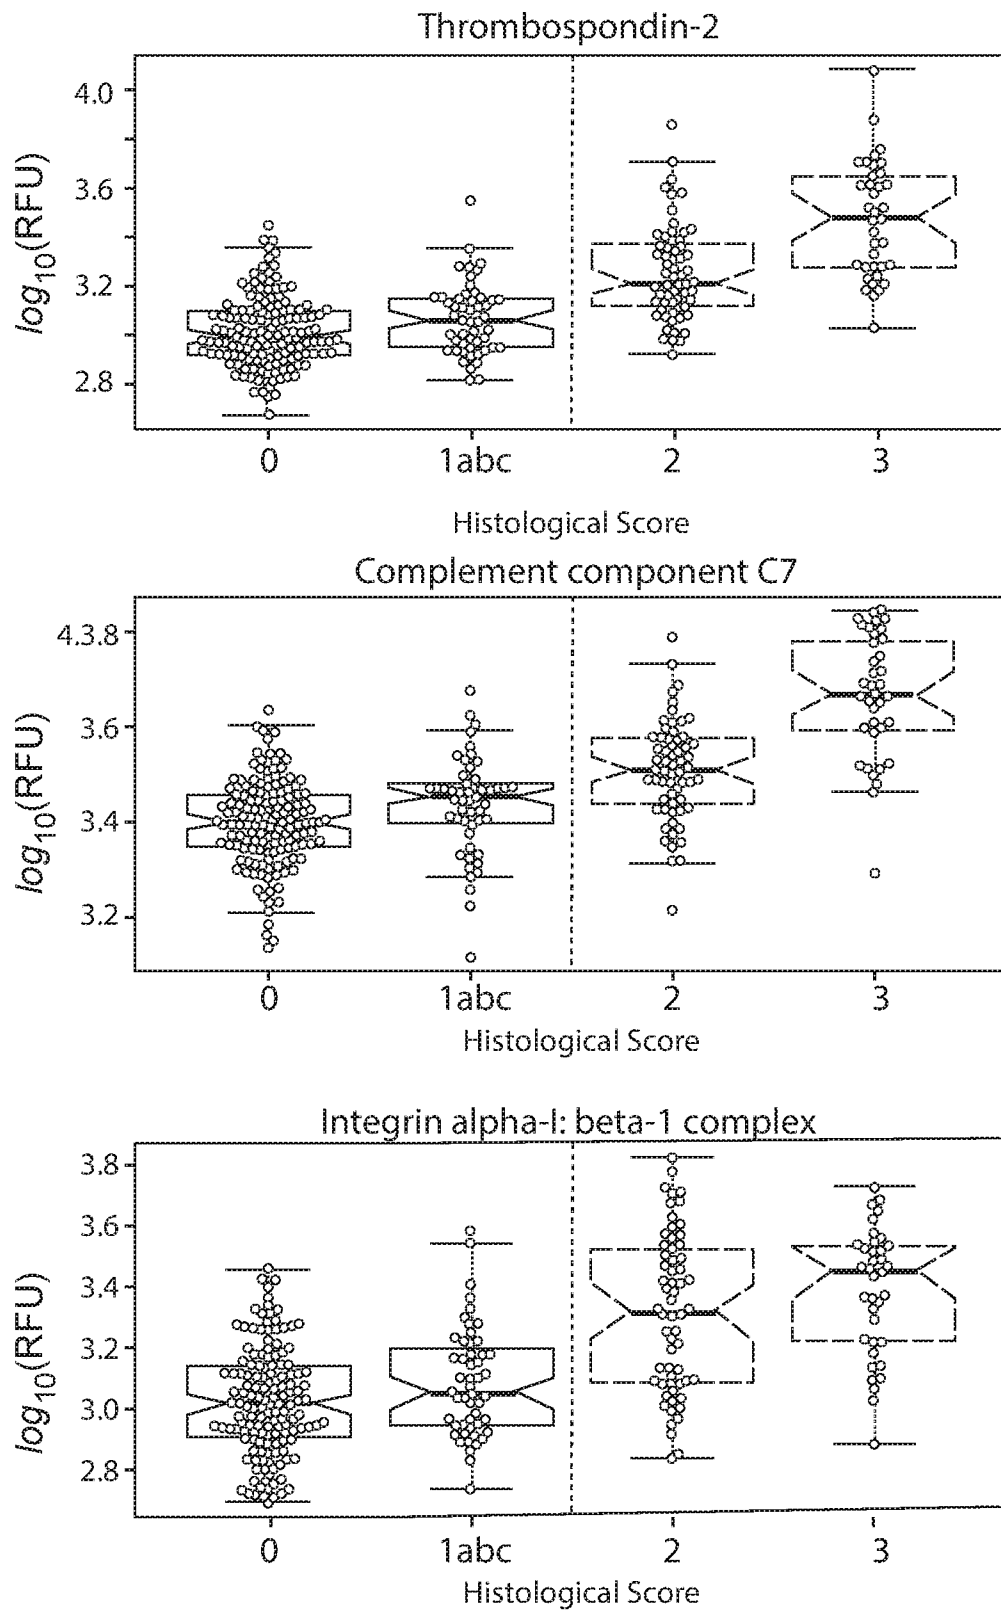 Thrombospondin-2
log10(RFU)
4.0
3.6
3.2
2.8
0 1abc 2 3
Histological Score
Complement component C7
log10(RFU)
4.3.8
3.6
3.4
3.2
0 1abc 2 3
Histological Score
Integrin alpha-I: beta-1 complex
log10(RFU)
3.8
3.6
3.4
3.2
3.0
2.8
0 1abc 2 3
Histological Score